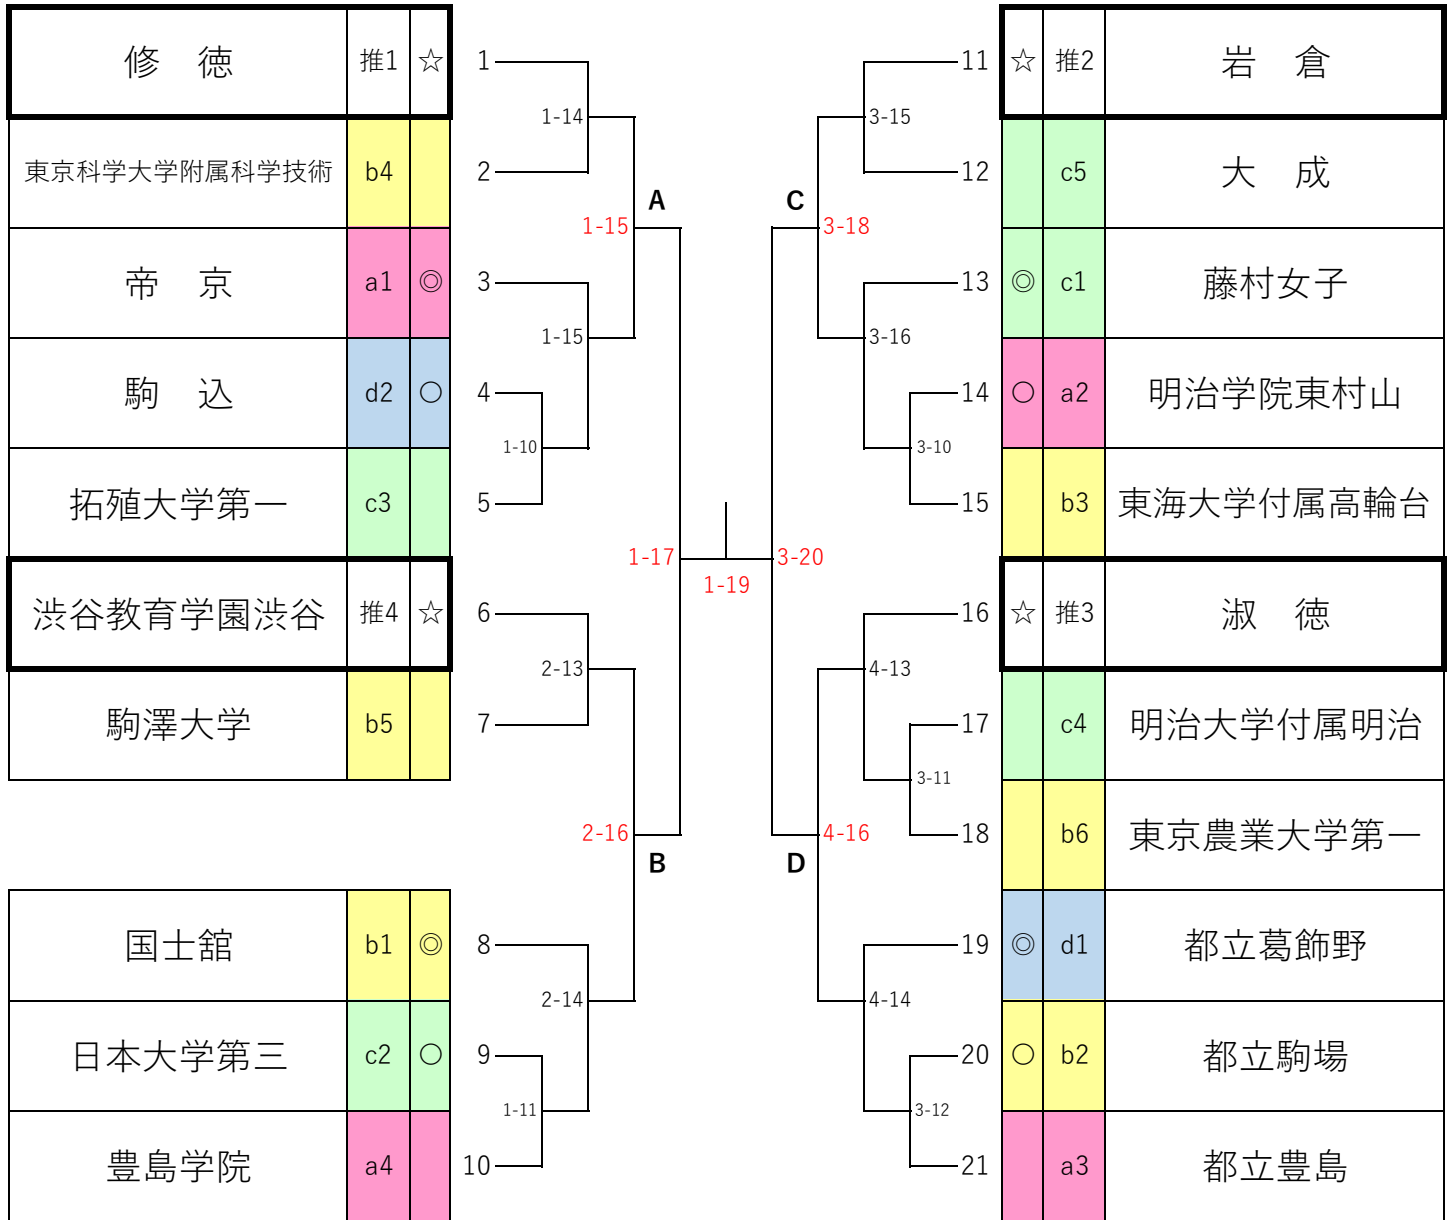 修　徳 推1 ☆ 1
1-14
東京科学大学附属科学技術 b4 2
A
1-15
帝　京 a1 ◎ 3
1-15
駒　込 d2 ○ 4
1-10
拓殖大学第一 c3 5
1-17
渋谷教育学園渋谷 推4 ☆ 6
2-13
駒澤大学 b5 7
2-16
B
国士舘 b1 ◎ 8
2-14
日本大学第三 c2 ○ 9
1-11
豊島学院 a4 10
1-19
11 ☆ 推2 岩　倉
3-15
12 c5 大　成
C
3-18
13 ◎ c1 藤村女子
3-16
14 ○ a2 明治学院東村山
3-10
15 b3 東海大学付属高輪台
3-20
16 ☆ 推3 淑　徳
4-13
17 c4 明治大学付属明治
3-11
18 b6 東京農業大学第一
4-16
D
19 ◎ d1 都立葛飾野
4-14
20 ○ b2 都立駒場
3-12
21 a3 都立豊島